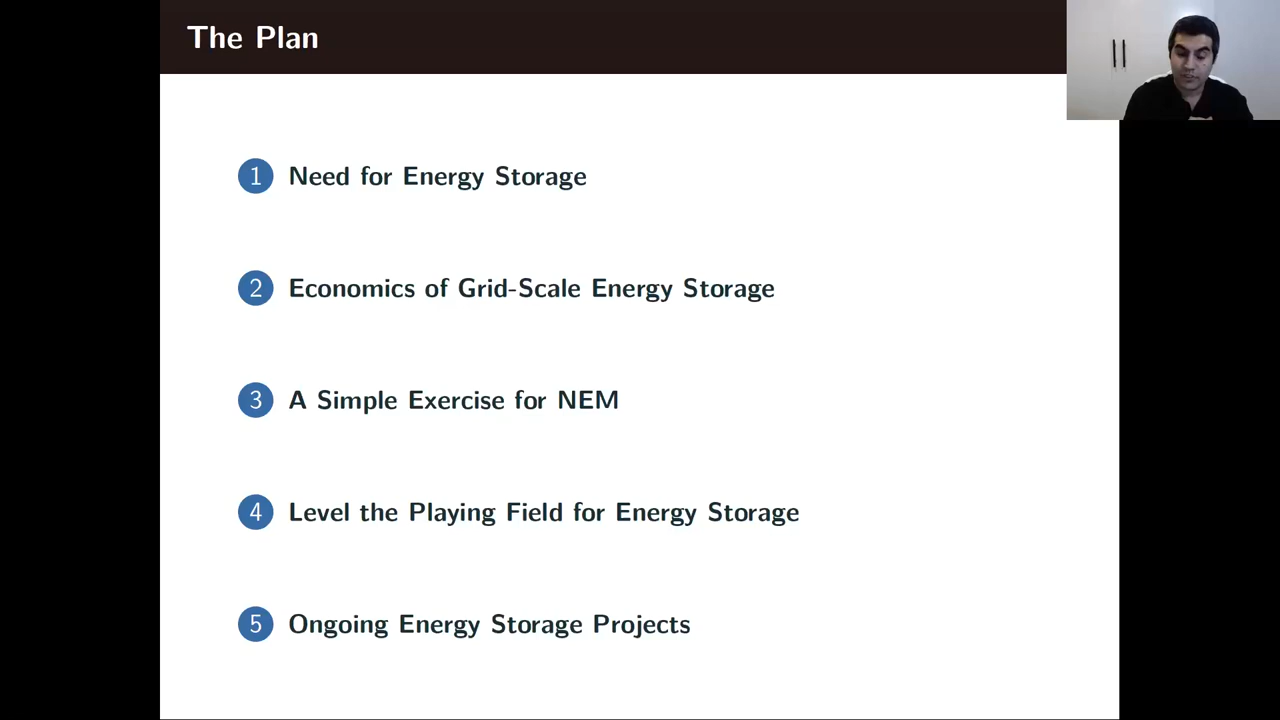 The Plan
1 Need for Energy Storage
2 Economics of Grid-Scale Energy Storage
3 A Simple Exercise for NEM
4 Level the Playing Field for Energy Storage
5 Ongoing Energy Storage Projects